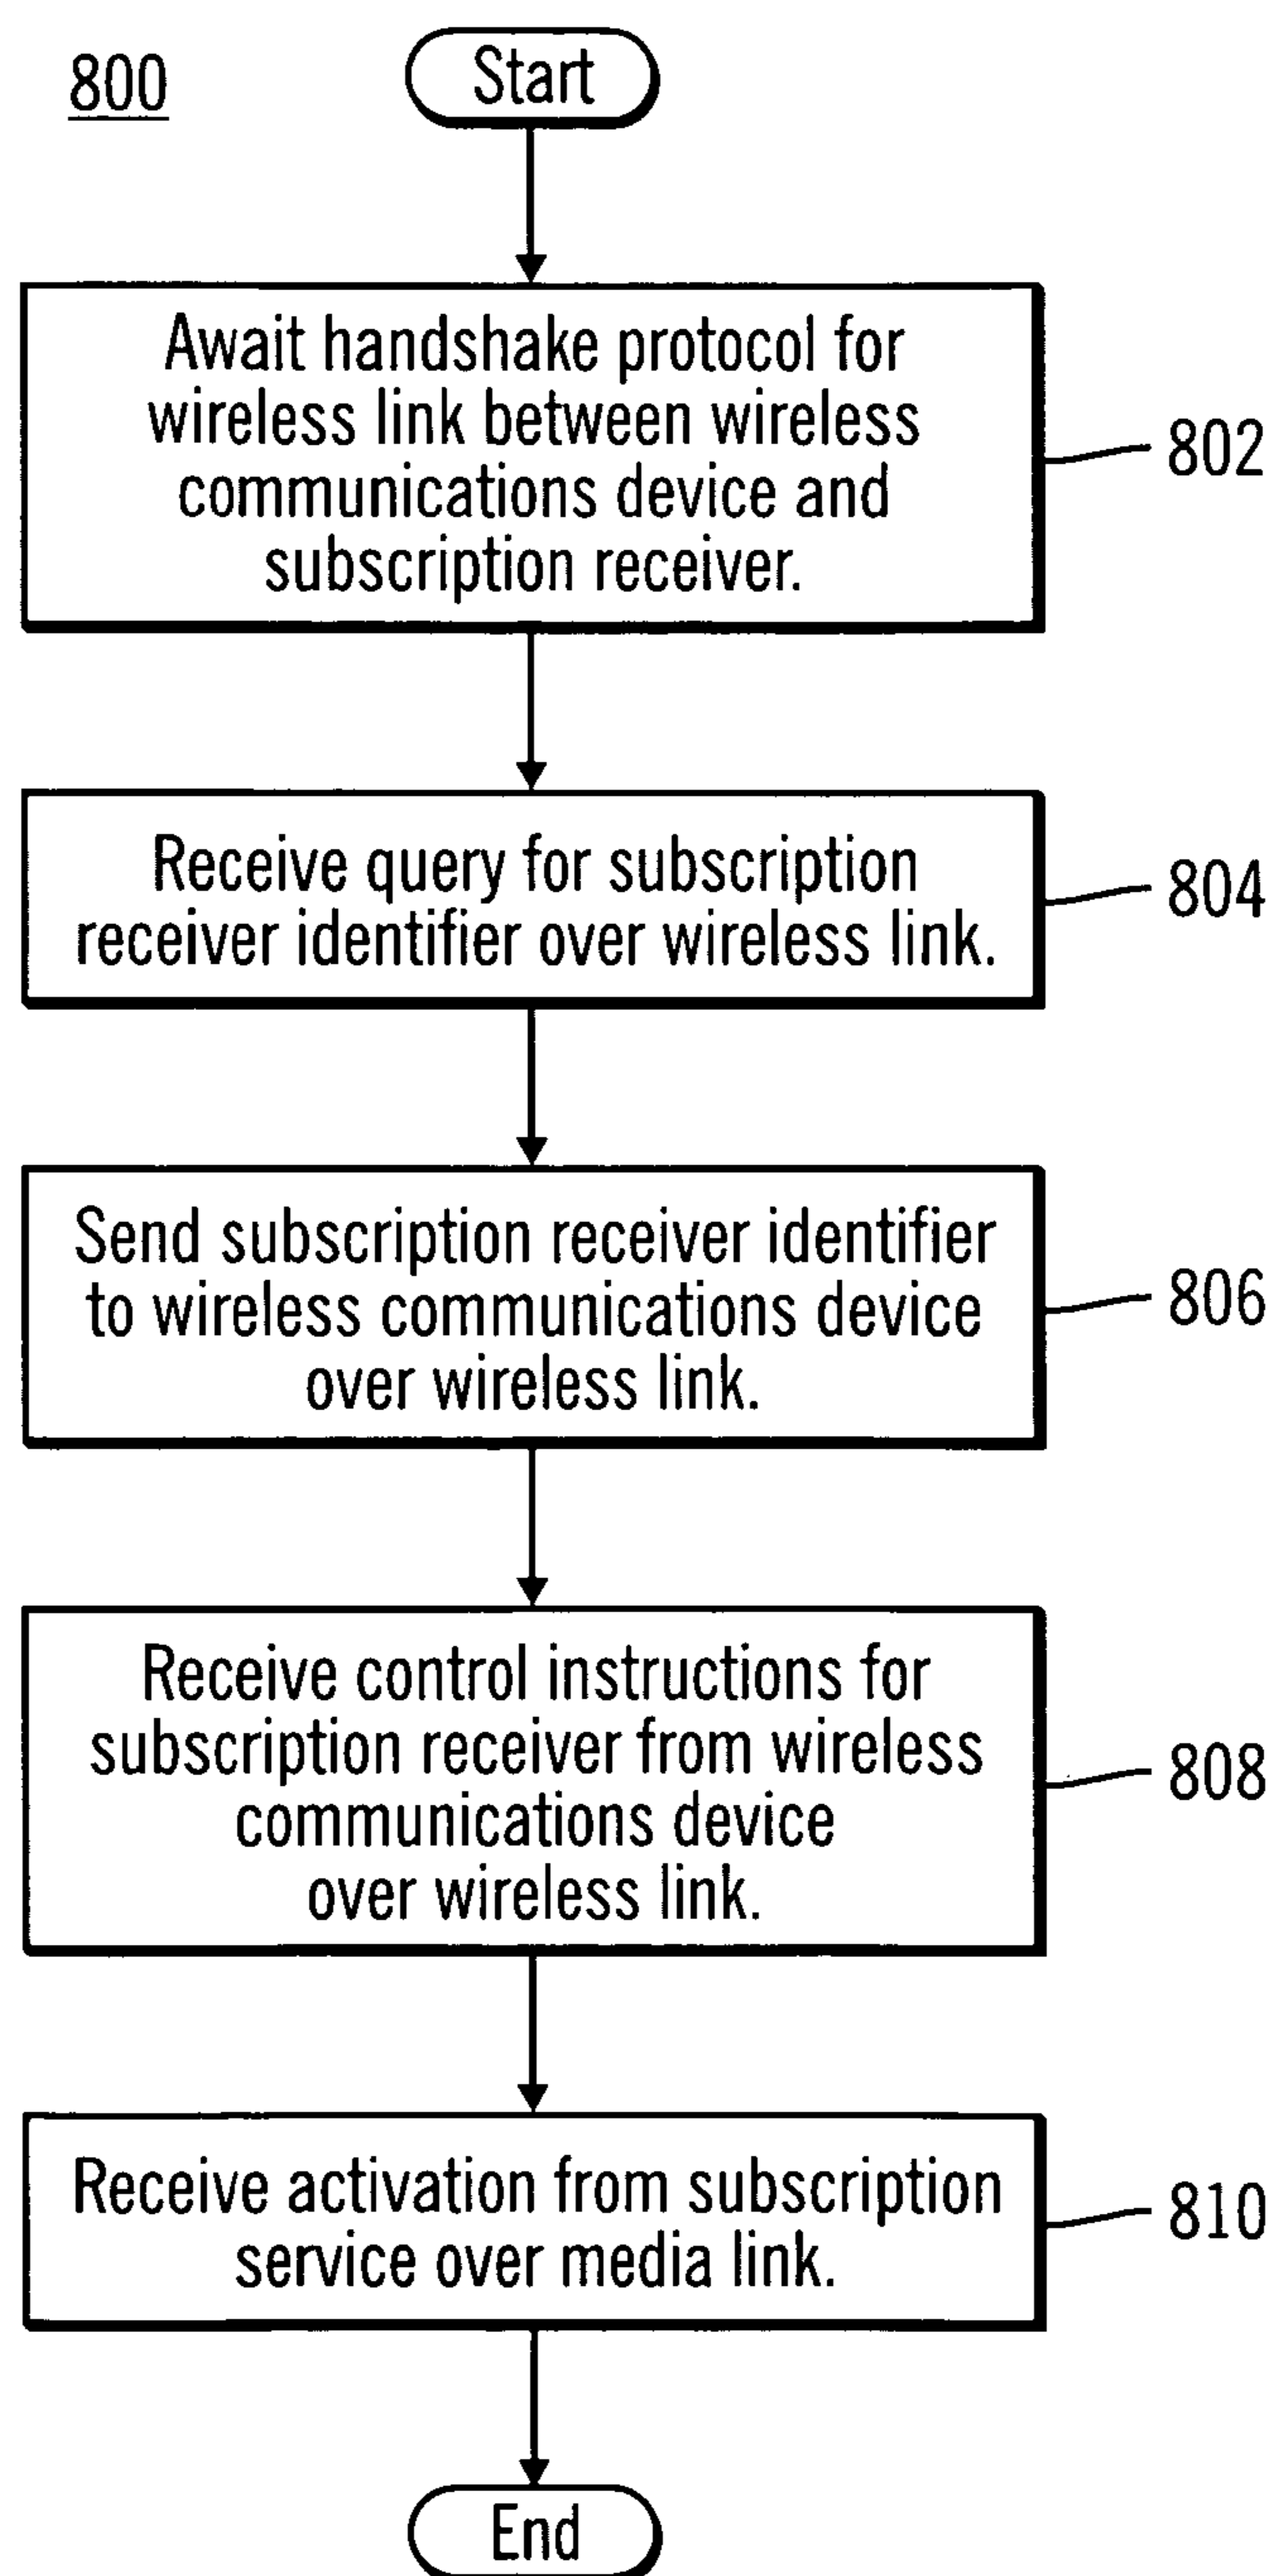 800
Start
Await handshake protocol for
wireless link between wireless
communications device and
subscription receiver.
802
Receive query for subscription
receiver identifier over wireless link.
804
Send subscription receiver identifier
to wireless communications device
over wireless link.
806
Receive control instructions for
subscription receiver from wireless
communications device
over wireless link.
808
Receive activation from subscription
service over media link.
810
End